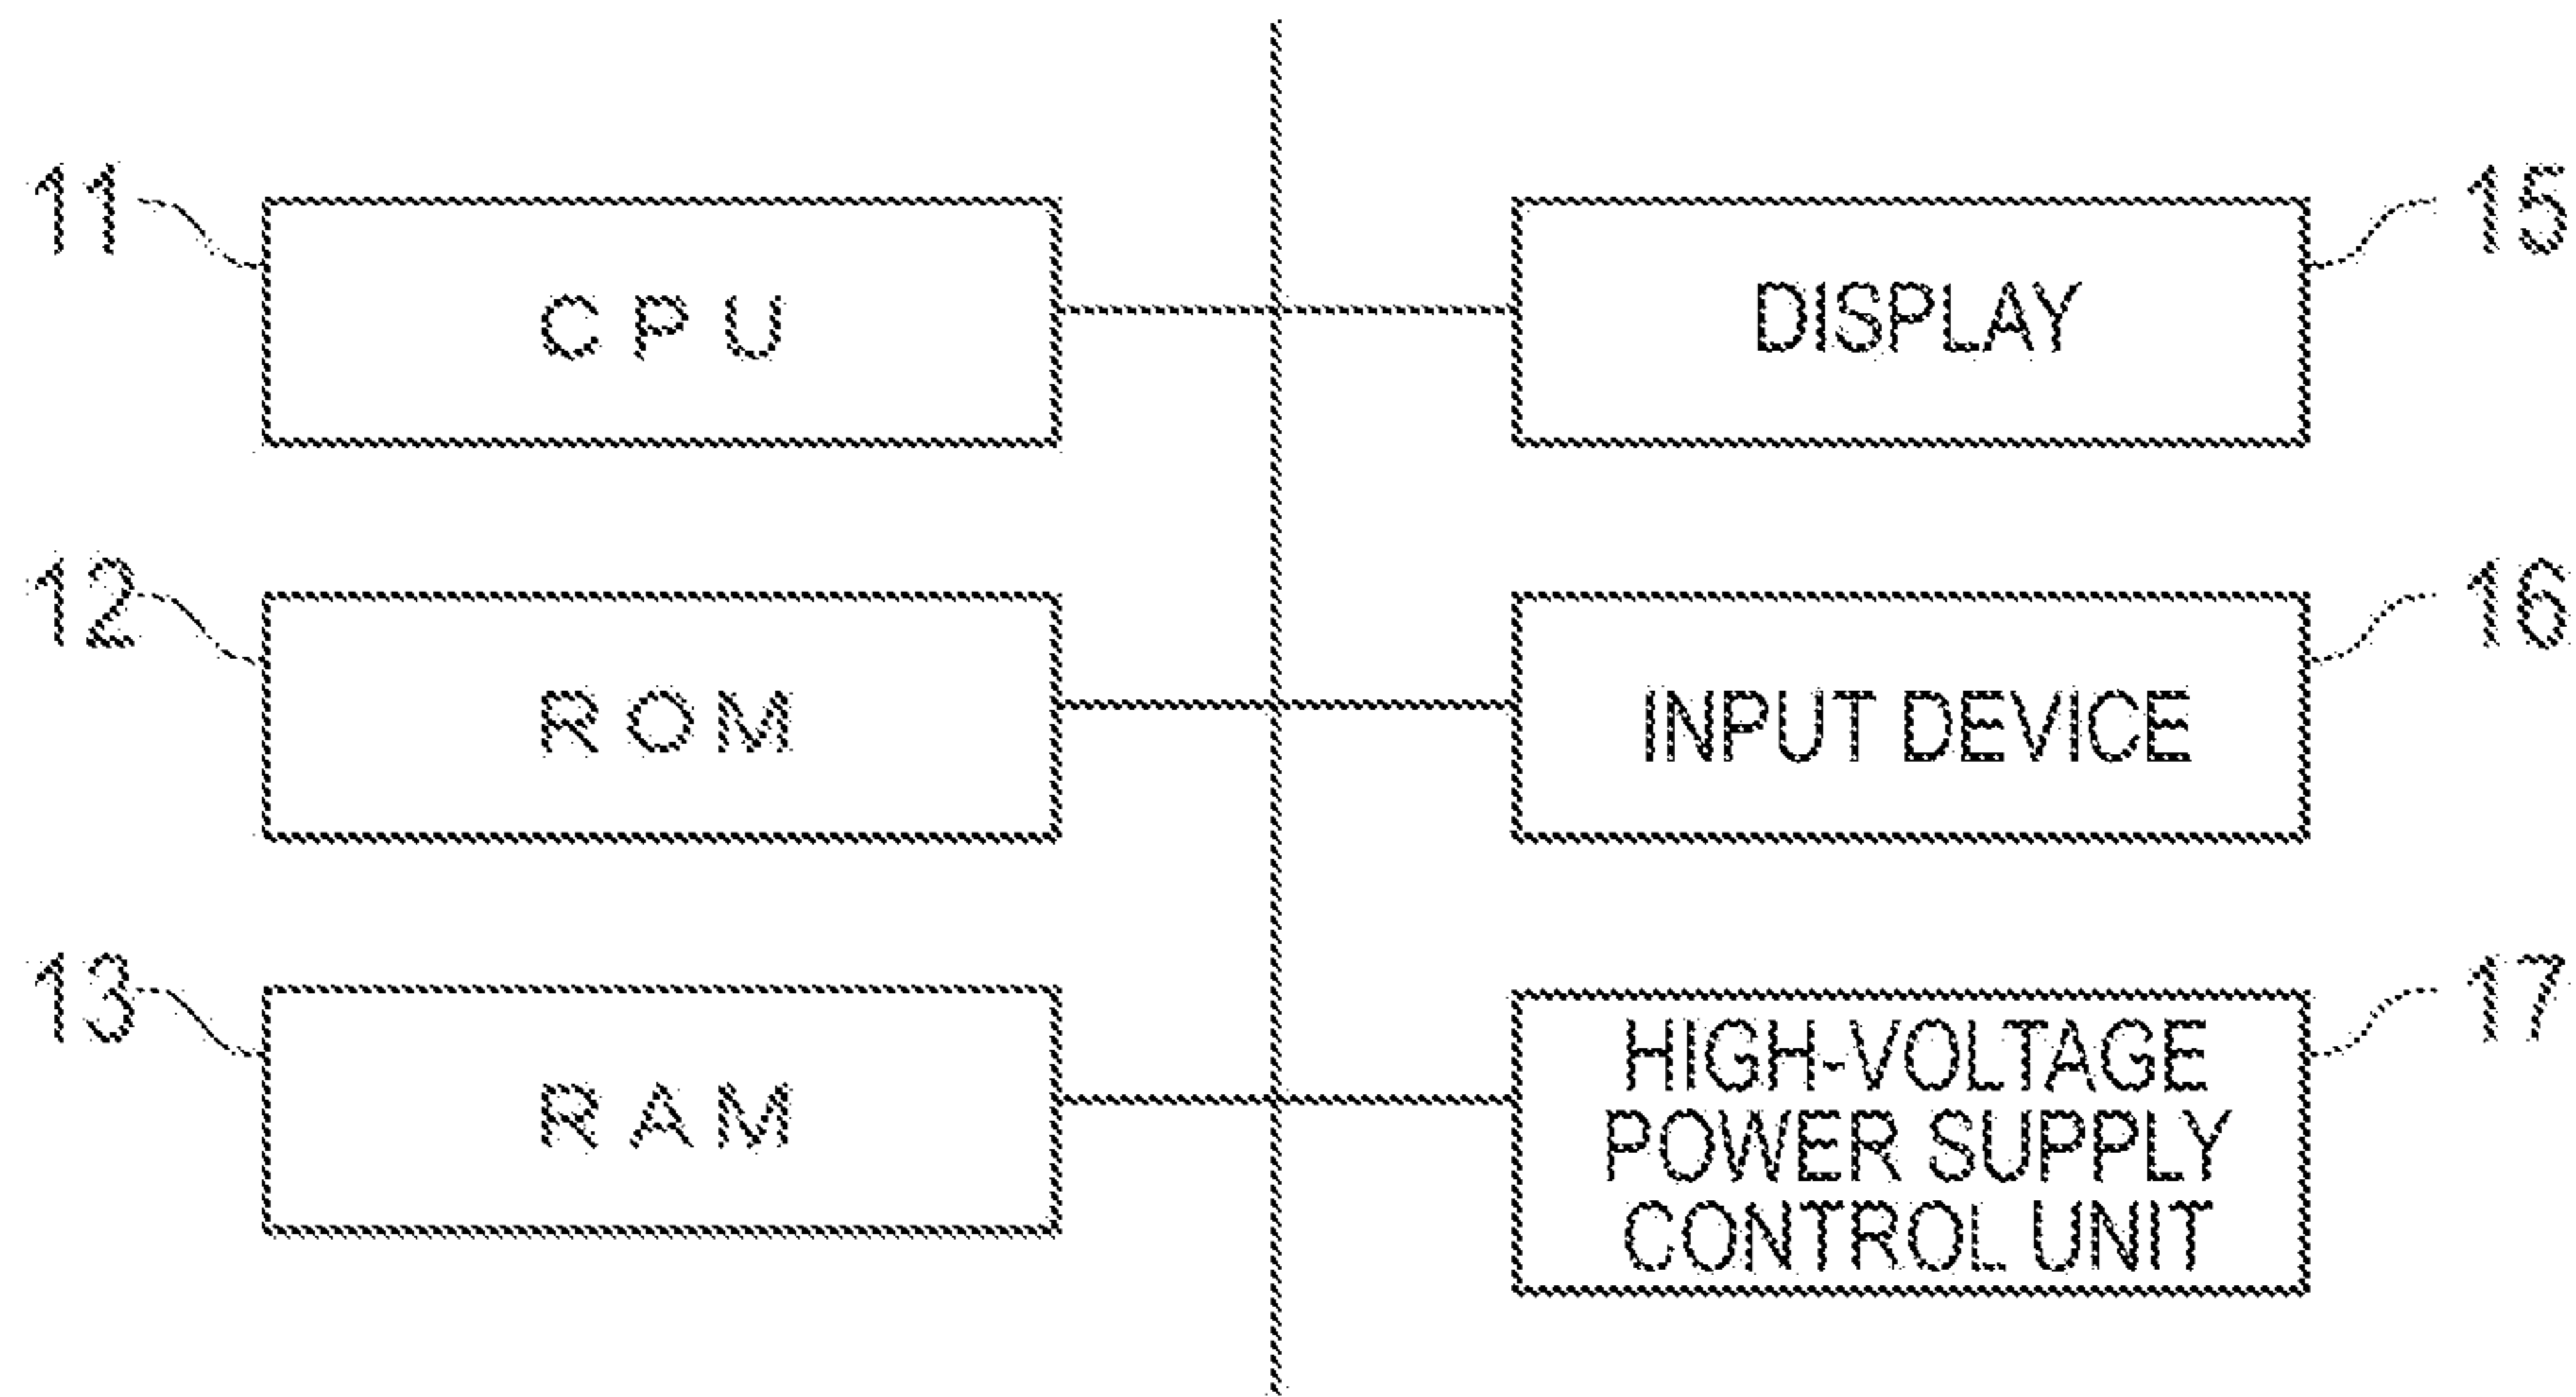 11
CPU
15
DISPLAY
12
ROM
16
INPUT DEVICE
13
RAM
17
HIGH-VOLTAGE
POWER SUPPLY
CONTROL UNIT